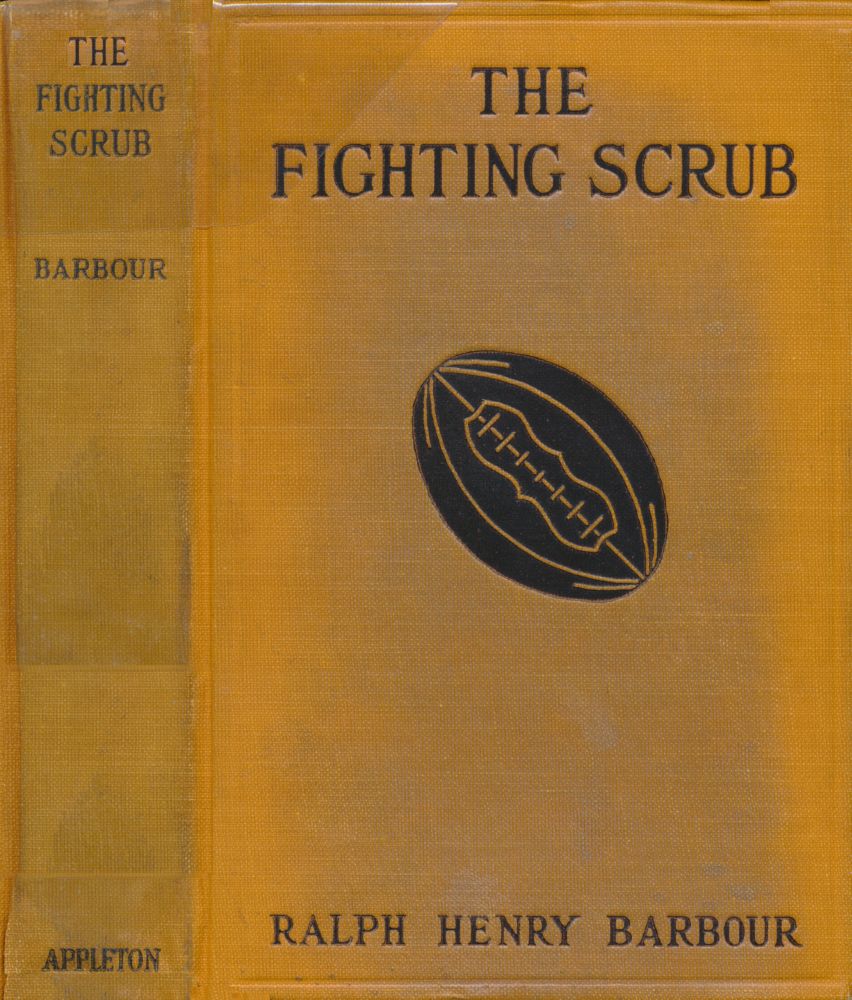 THE
FIGHTING
SCRUB
BARBOUR
APPLETON
THE
FIGHTING SCRUB
RALPH HENRY BARBOUR